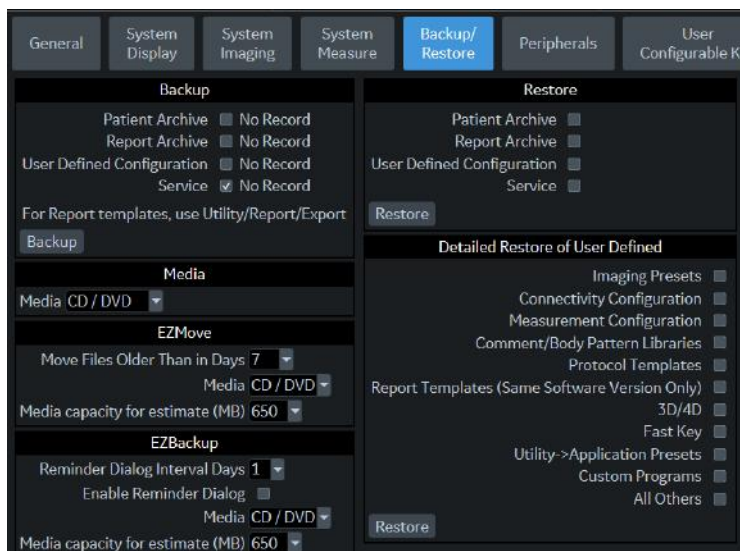 General
System
Display
System
Imaging
System
Measure
Backup/
Restore
Peripherals
User
Configurable K
Backup
Patient Archive No Record
Report Archive No Record
User Defined Configuration No Record
Service No Record
For Report templates, use Utility/Report/Export
Backup
Media
Media CD / DVD
EZMove
Move Files Older Than in Days 7
Media CD / DVD
Media capacity for estimate (MB) 650
EZBackup
Reminder Dialog Interval Days 1
Enable Reminder Dialog
Media CD / DVD
Media capacity for estimate (MB) 650
Restore
Patient Archive
Report Archive
User Defined Configuration
Service
Restore
Detailed Restore of User Defined
Imaging Presets
Connectivity Configuration
Measurement Configuration
Comment/Body Pattern Libraries
Protocol Templates
Report Templates (Same Software Version Only)
3D/4D
Fast Key
Utility->Application Presets
Custom Programs
All Others
Restore